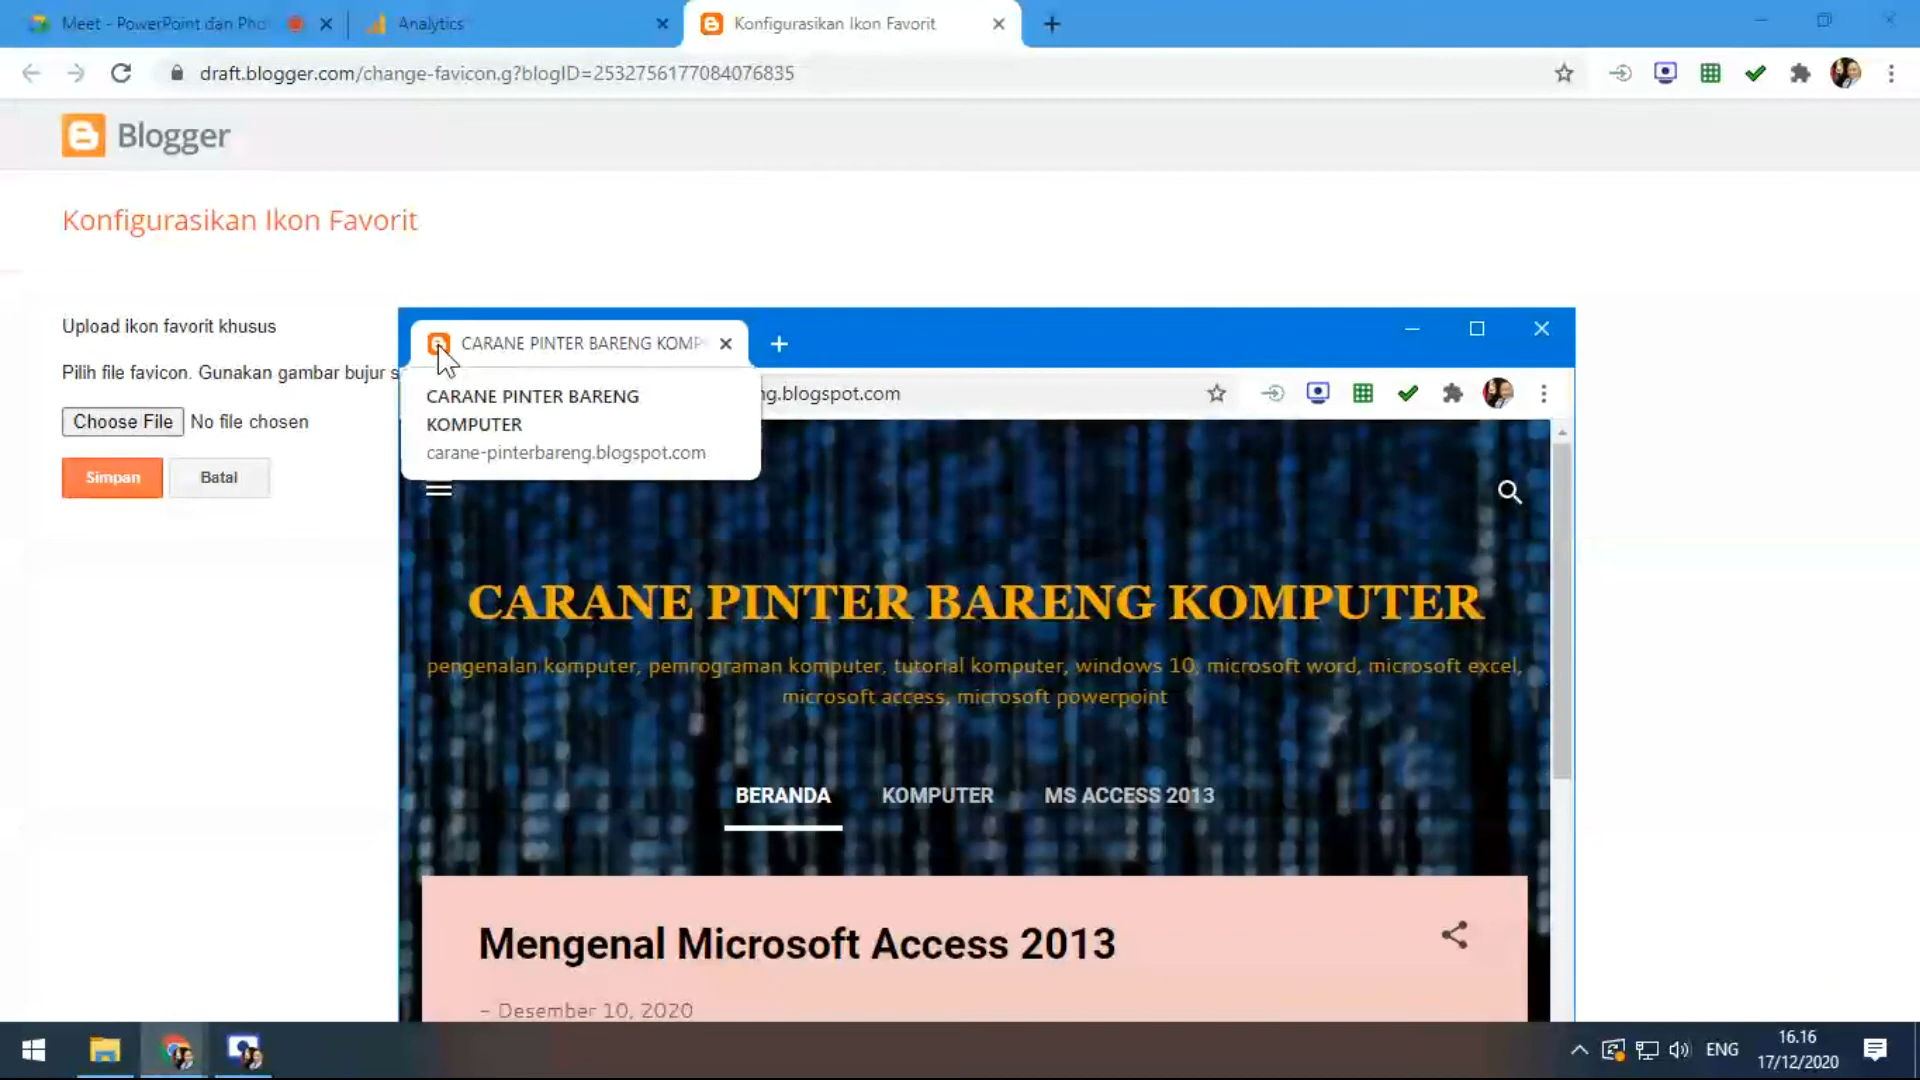 Meet - PowerPoint dan Pho
Analytics
Konfigurasikan Ikon Favorit
draft.blogger.com/change-favicon.g?blogID=2532756177084076835
Blogger
Konfigurasikan Ikon Favorit
Upload ikon favorit khusus
Pilih file favicon. Gunakan gambar bujur s
Choose File No file chosen
Simpan Batal
CARANE PINTER BARENG KOMP
CARANE PINTER BARENG
KOMPUTER
carane-pinterbareng.blogspot.com
ng.blogspot.com
CARANE PINTER BARENG KOMPUTER
pengenalan komputer, pemrograman komputer, tutorial komputer, windows 10, microsoft word, microsoft excel,
microsoft access, microsoft powerpoint
BERANDA KOMPUTER MS ACCESS 2013
Mengenal Microsoft Access 2013
- Desember 10, 2020
ENG
16.16
17/12/2020